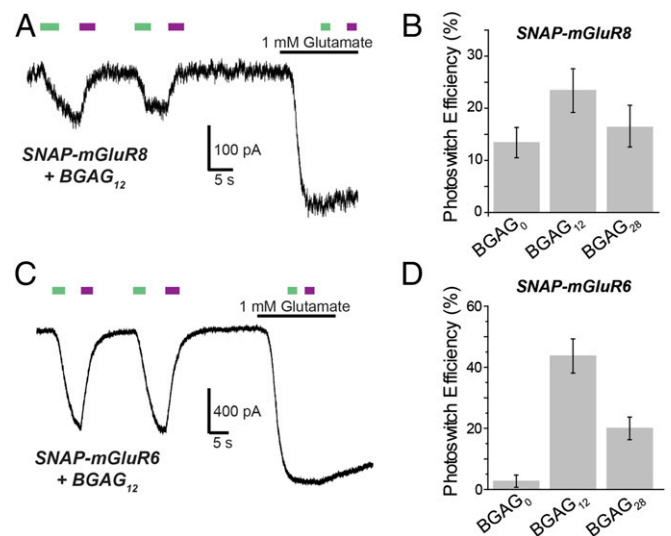 A
1 mM Glutamate
100 pA
5 s
SNAP-mGluR8
+ BGAG12
B
SNAP-mGluR8
Photoswitch Efficiency (%)
30
20
10
0
BGAG0
BGAG12
BGAG28
C
1 mM Glutamate
400 pA
5 s
SNAP-mGluR6
+ BGAG12
D
SNAP-mGluR6
Photoswitch Efficiency (%)
60
40
20
0
BGAG0
BGAG12
BGAG28